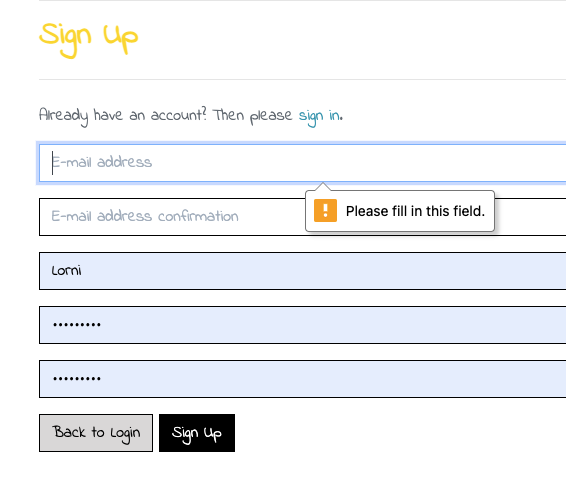 Sign Up
Already have an account? Then please sign in.
E-mail address
Please fill in this field.
E-mail address confirmation
Lorni
•••••••••
•••••••••
Back to Login
Sign Up